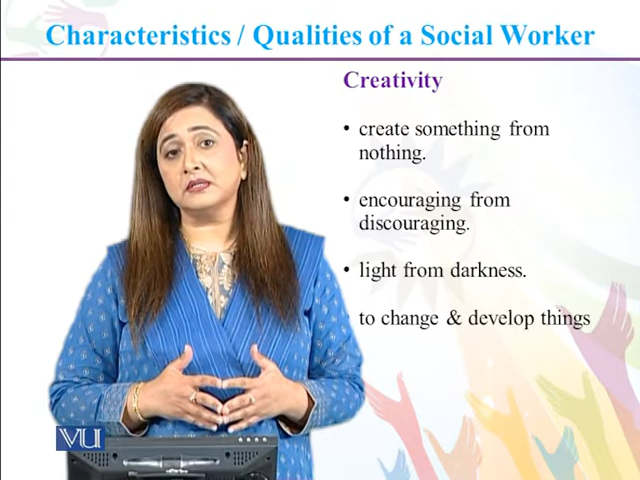 Characteristics / Qualities of a Social Worker
Creativity
• create something from
nothing.
• encouraging from
discouraging.
• light from darkness.
to change & develop things
VU